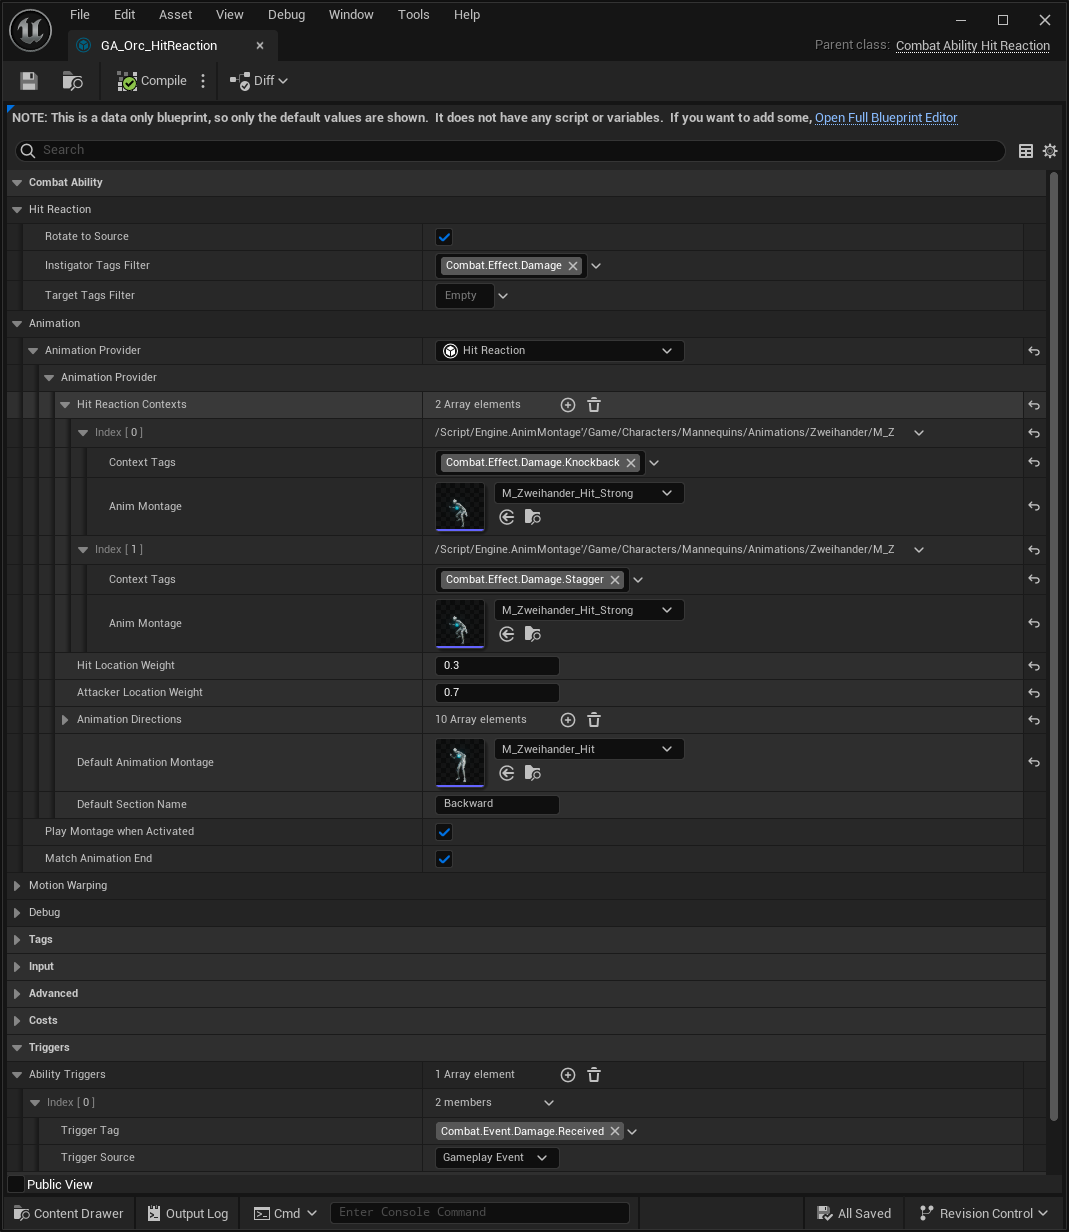 File Edit Asset View Debug Window Tools Help
GA_Orc_HitReaction
Parent class: Combat Ability Hit Reaction
Compile Diff
NOTE: This is a data only blueprint, so only the default values are shown.  It does not have any script or variables.  If you want to add some, Open Full Blueprint Editor
Search
Combat Ability
Hit Reaction
Rotate to Source
Instigator Tags Filter Combat.Effect.Damage
Target Tags Filter Empty
Animation
Animation Provider Hit Reaction
Animation Provider
Hit Reaction Contexts 2 Array elements
Index [ 0 ] /Script/Engine.AnimMontage'/Game/Characters/Mannequins/Animations/Zweihander/M_Z
Context Tags Combat.Effect.Damage.Knockback
Anim Montage M_Zweihander_Hit_Strong
Index [ 1 ] /Script/Engine.AnimMontage'/Game/Characters/Mannequins/Animations/Zweihander/M_Z
Context Tags Combat.Effect.Damage.Stagger
Anim Montage M_Zweihander_Hit_Strong
Hit Location Weight 0.3
Attacker Location Weight 0.7
Animation Directions 10 Array elements
Default Animation Montage M_Zweihander_Hit
Default Section Name Backward
Play Montage when Activated
Match Animation End
Motion Warping
Debug
Tags
Input
Advanced
Costs
Triggers
Ability Triggers 1 Array element
Index [ 0 ] 2 members
Trigger Tag Combat.Event.Damage.Received
Trigger Source Gameplay Event
Public View
Content Drawer Output Log Cmd Enter Console Command All Saved Revision Control